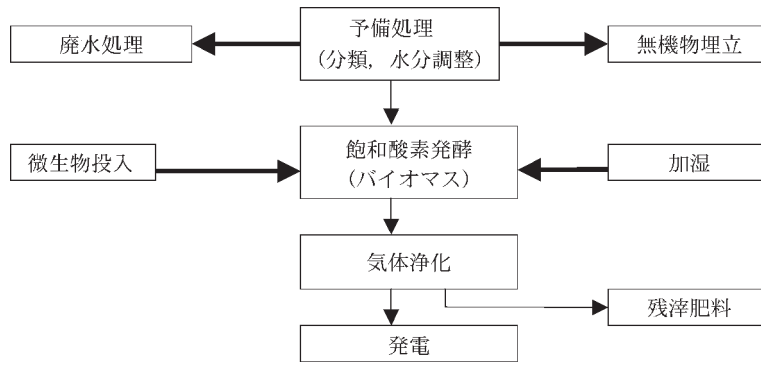 予備処理
(分類，水分調整)
廃水処理
無機物埋立
飽和酸素発酵
(バイオマス)
微生物投入
加湿
気体浄化
残滓肥料
発電